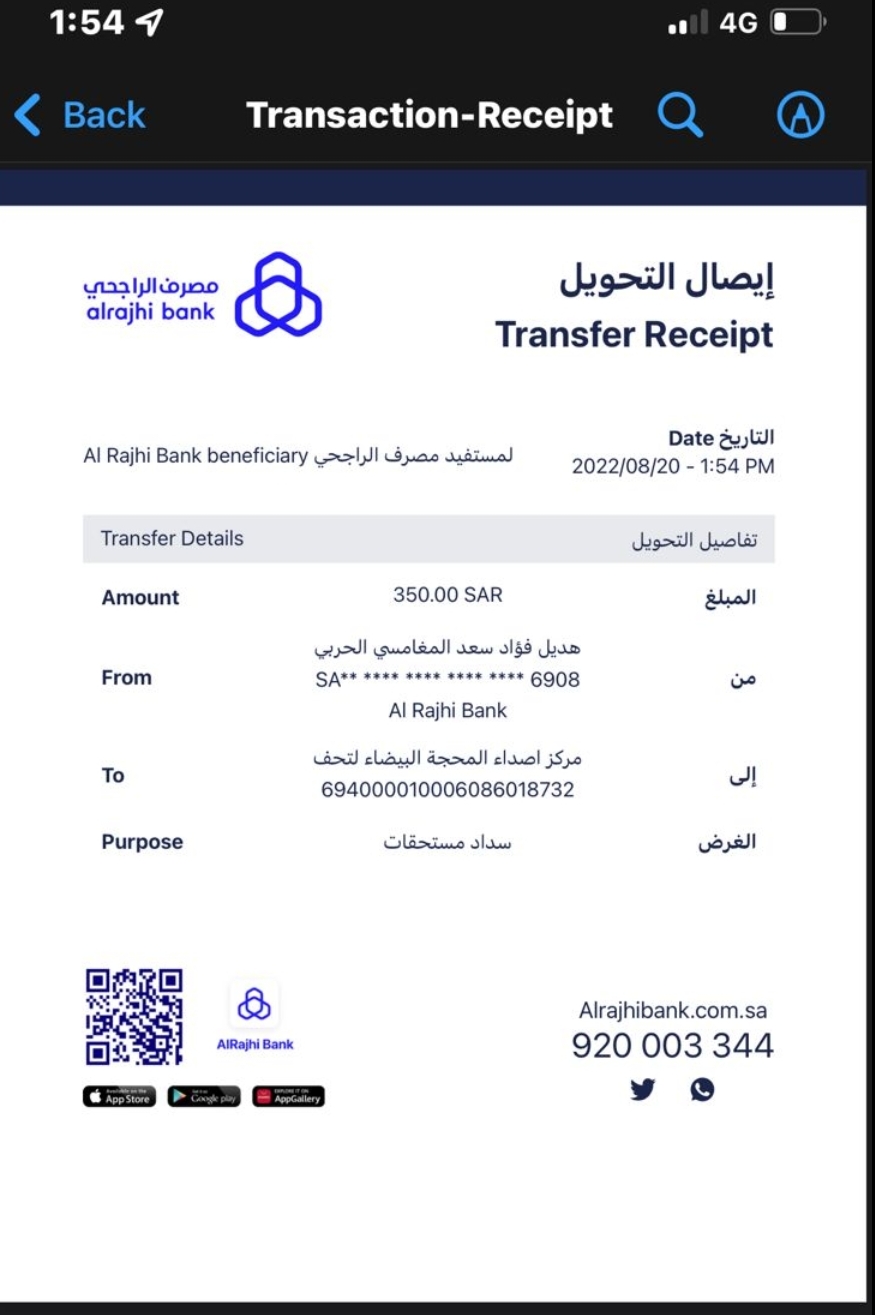 1:54
4G
Back
Transaction-Receipt
مصرف الراجحي
alrajhi bank
إيصال التحويل
Transfer Receipt
التاريخ Date
2022/08/20 - 1:54 PM
لمستفيد مصرف الراجحي Al Rajhi Bank beneficiary
Transfer Details تفاصيل التحويل
Amount 350.00 SAR المبلغ
هديل فؤاد سعد المغامسي الحربي
From SA** **** **** **** **** 6908 من
Al Rajhi Bank
مركز اصداء المحجة البيضاء لتحف
To إلى
694000010006086018732
Purpose سداد مستحقات الغرض
AlRajhi Bank
Available on the App Store
Get it on Google play
EXPLORE IT ON AppGallery
Alrajhibank.com.sa
920 003 344